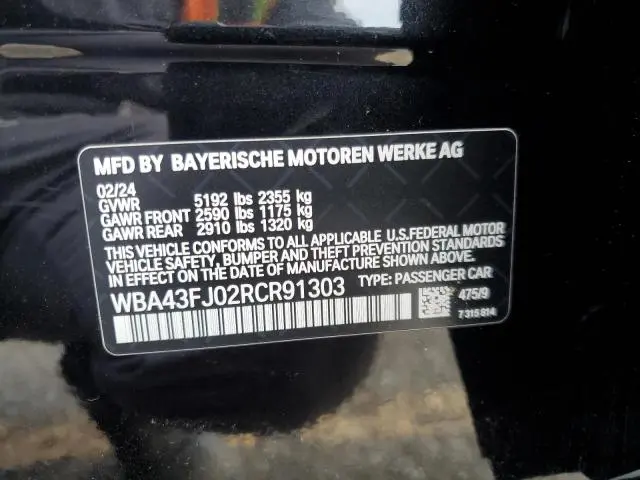 MFD BY BAYERISCHE MOTOREN WERKE AG
02/24
GVWR 5192 lbs 2355 kg
GAWR FRONT 2590 lbs 1175 kg
GAWR REAR 2910 lbs 1320 kg
THIS VEHICLE CONFORMS TO ALL APPLICABLE U.S.FEDERAL MOTOR
VEHICLE SAFETY, BUMPER AND THEFT PREVENTION STANDARDS
IN EFFECT ON THE DATE OF MANUFACTURE SHOWN ABOVE.
WBA43FJ02RCR91303 TYPE: PASSENGER CAR
475/9
7 315 814